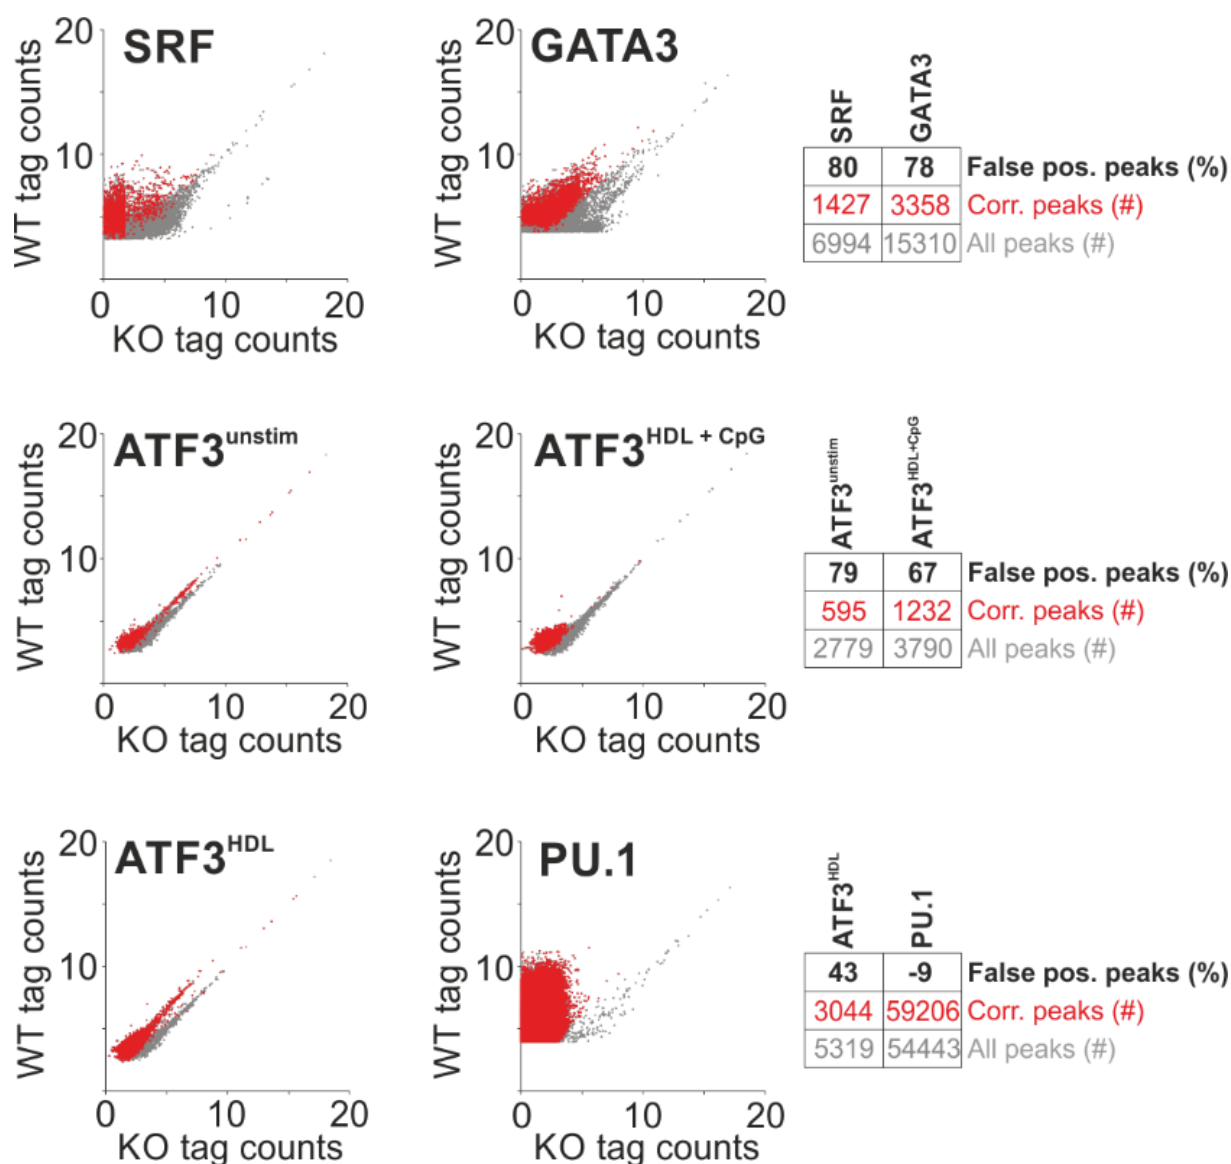 SRF
20
10
0
0 10 20
WT tag counts
KO tag counts
GATA3
20
10
0
0 10 20
WT tag counts
KO tag counts
SRF GATA3
80 78 False pos. peaks (%)
1427 3358 Corr. peaks (#)
6994 15310 All peaks (#)
ATF3unstim
20
10
0 10 20
WT tag counts
KO tag counts
ATF3HDL + CpG
20
10
0 10 20
WT tag counts
KO tag counts
ATF3unstim ATF3HDL+CpG
79 67 False pos. peaks (%)
595 1232 Corr. peaks (#)
2779 3790 All peaks (#)
ATF3HDL
20
10
0 10 20
WT tag counts
KO tag counts
PU.1
20
10
0 10 20
WT tag counts
KO tag counts
ATF3HDL PU.1
43 -9 False pos. peaks (%)
3044 59206 Corr. peaks (#)
5319 54443 All peaks (#)